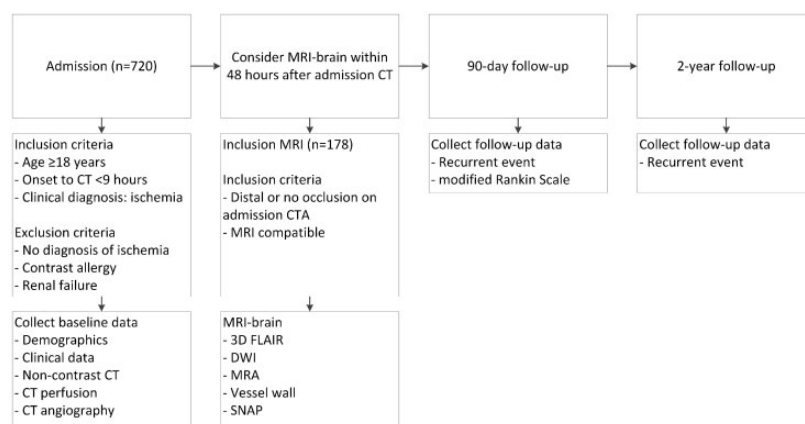 Admission (n=720)
Consider MRI-brain within
48 hours after admission CT
90-day follow-up
2-year follow-up
Inclusion criteria
- Age ≥18 years
- Onset to CT <9 hours
- Clinical diagnosis: ischemia
Exclusion criteria
- No diagnosis of ischemia
- Contrast allergy
- Renal failure
Inclusion MRI (n=178)
Inclusion criteria
- Distal or no occlusion on
admission CTA
- MRI compatible
Collect follow-up data
- Recurrent event
- modified Rankin Scale
Collect follow-up data
- Recurrent event
Collect baseline data
- Demographics
- Clinical data
- Non-contrast CT
- CT perfusion
- CT angiography
MRI-brain
- 3D FLAIR
- DWI
- MRA
- Vessel wall
- SNAP